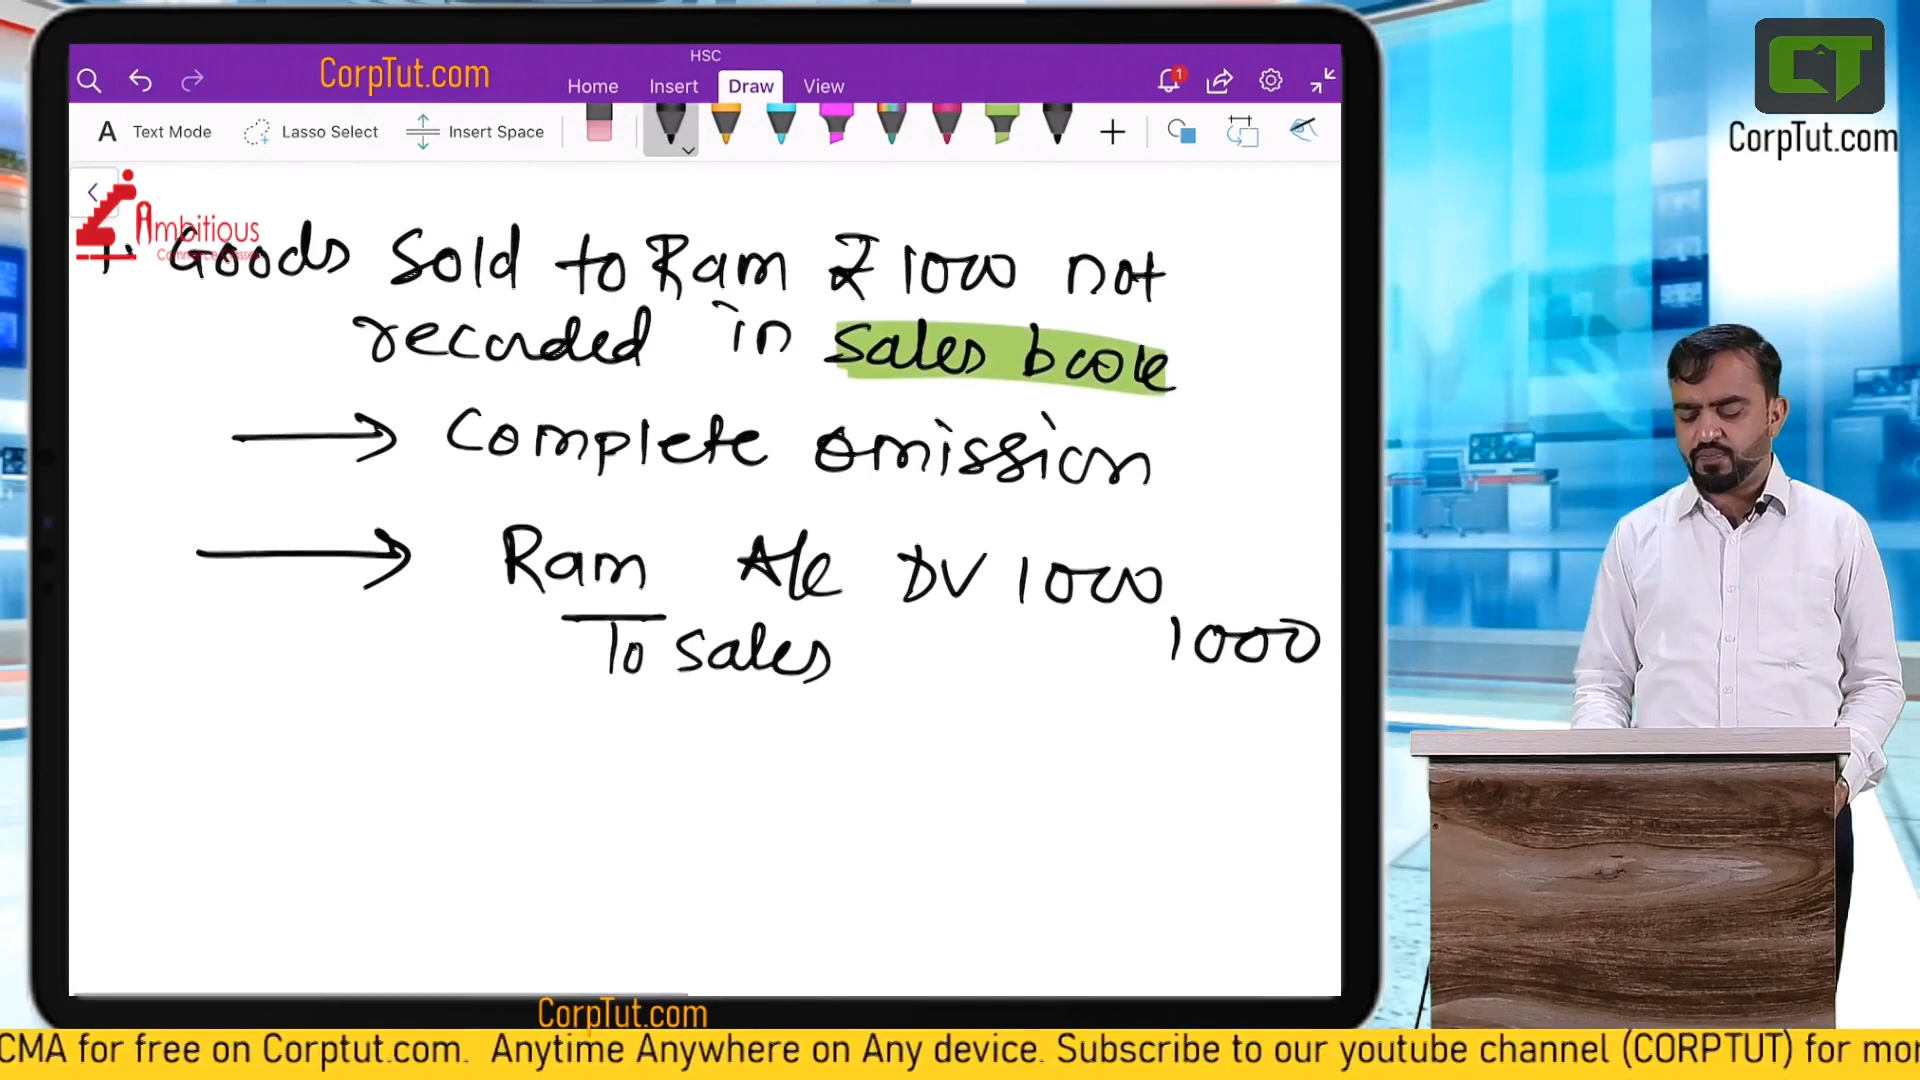 HSC
CorpTut.com
Home Insert Draw View
1
A Text Mode Lasso Select Insert Space
CorpTut.com
Ambitious
1. Goods Sold to Ram ₹ 1000 not
recorded in sales book
→ Complete omission
→ Ram A/c Dr 1000
To sales 1000
CorpTut.com
CMA for free on Corptut.com. Anytime Anywhere on Any device. Subscribe to our youtube channel (CORPTUT) for mor